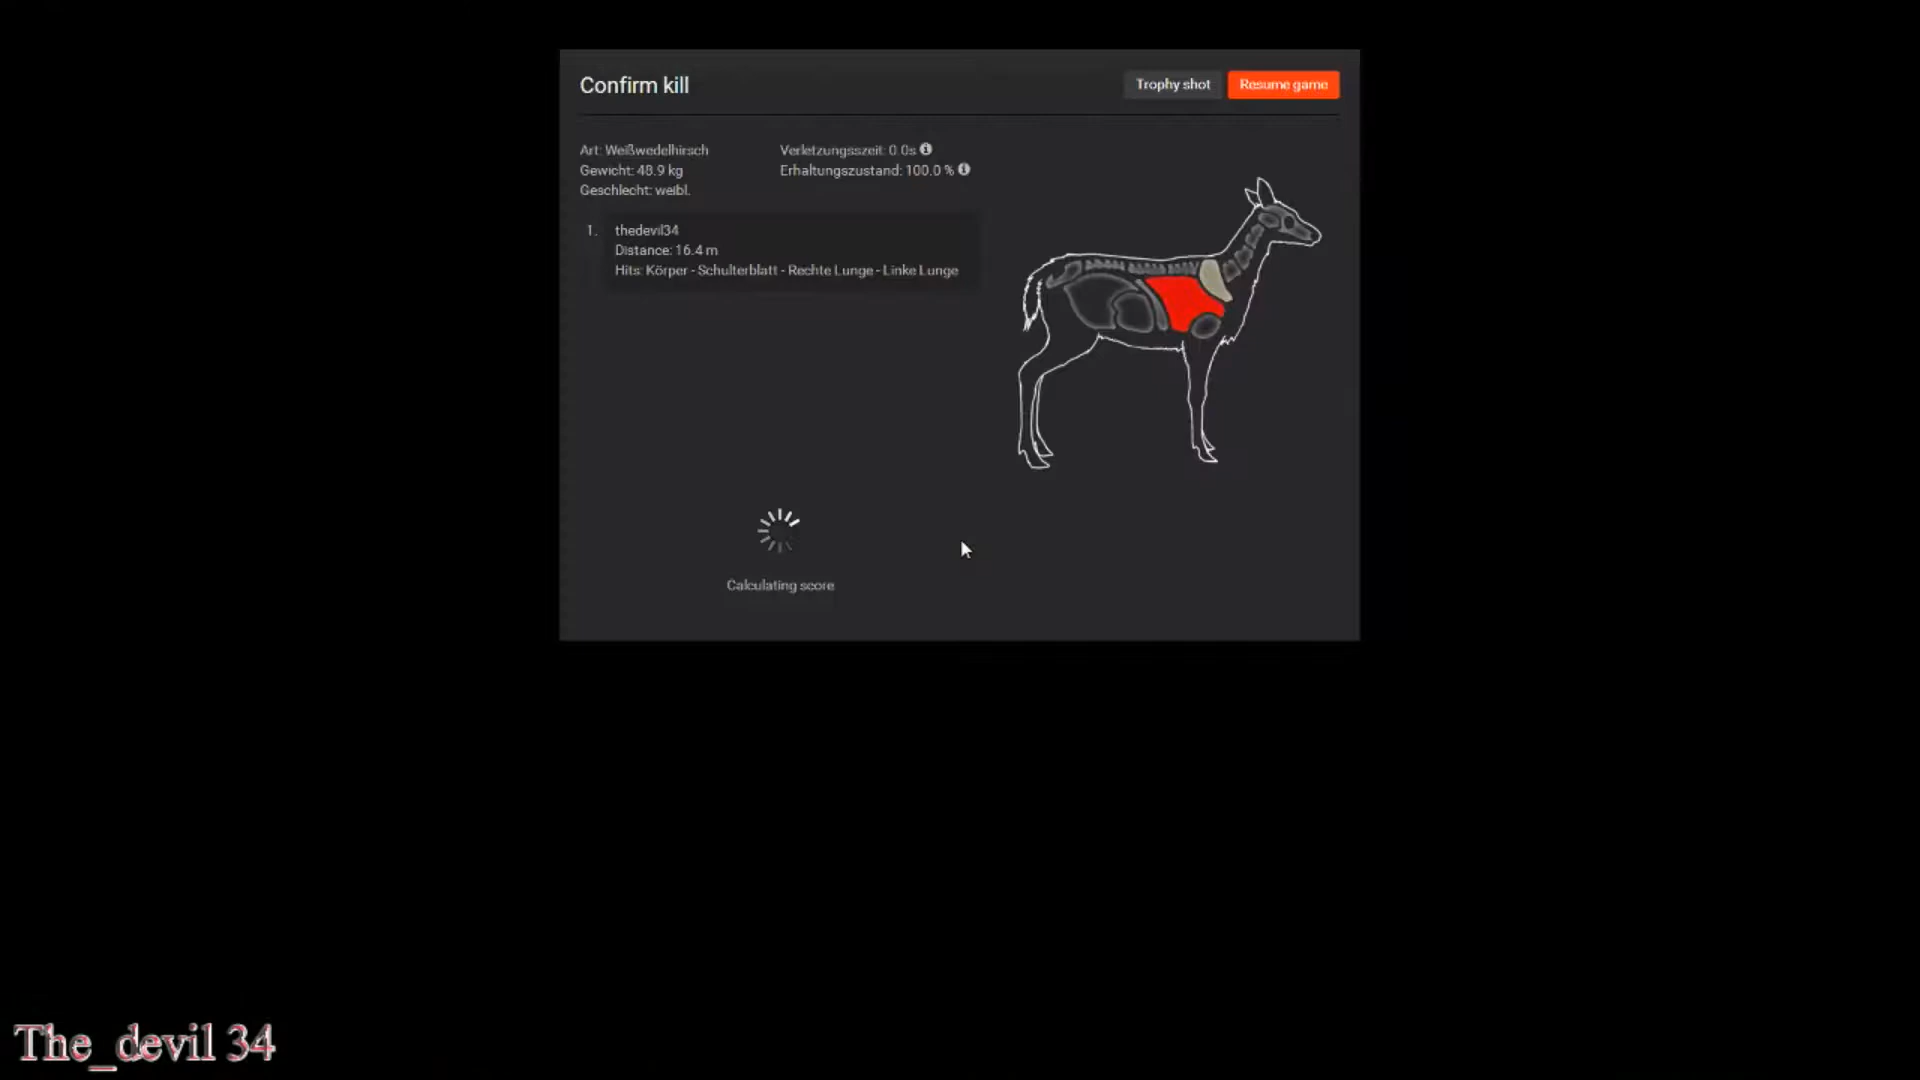 Confirm kill
Trophy shot
Resume game
Art: Weißwedelhirsch
Gewicht: 48.9 kg
Geschlecht: weibl.
Verletzungsszeit: 0.0s
Erhaltungszustand: 100.0 %
1. thedevil34
Distance: 16.4 m
Hits: Körper - Schulterblatt - Rechte Lunge - Linke Lunge
Calculating score
The_devil 34